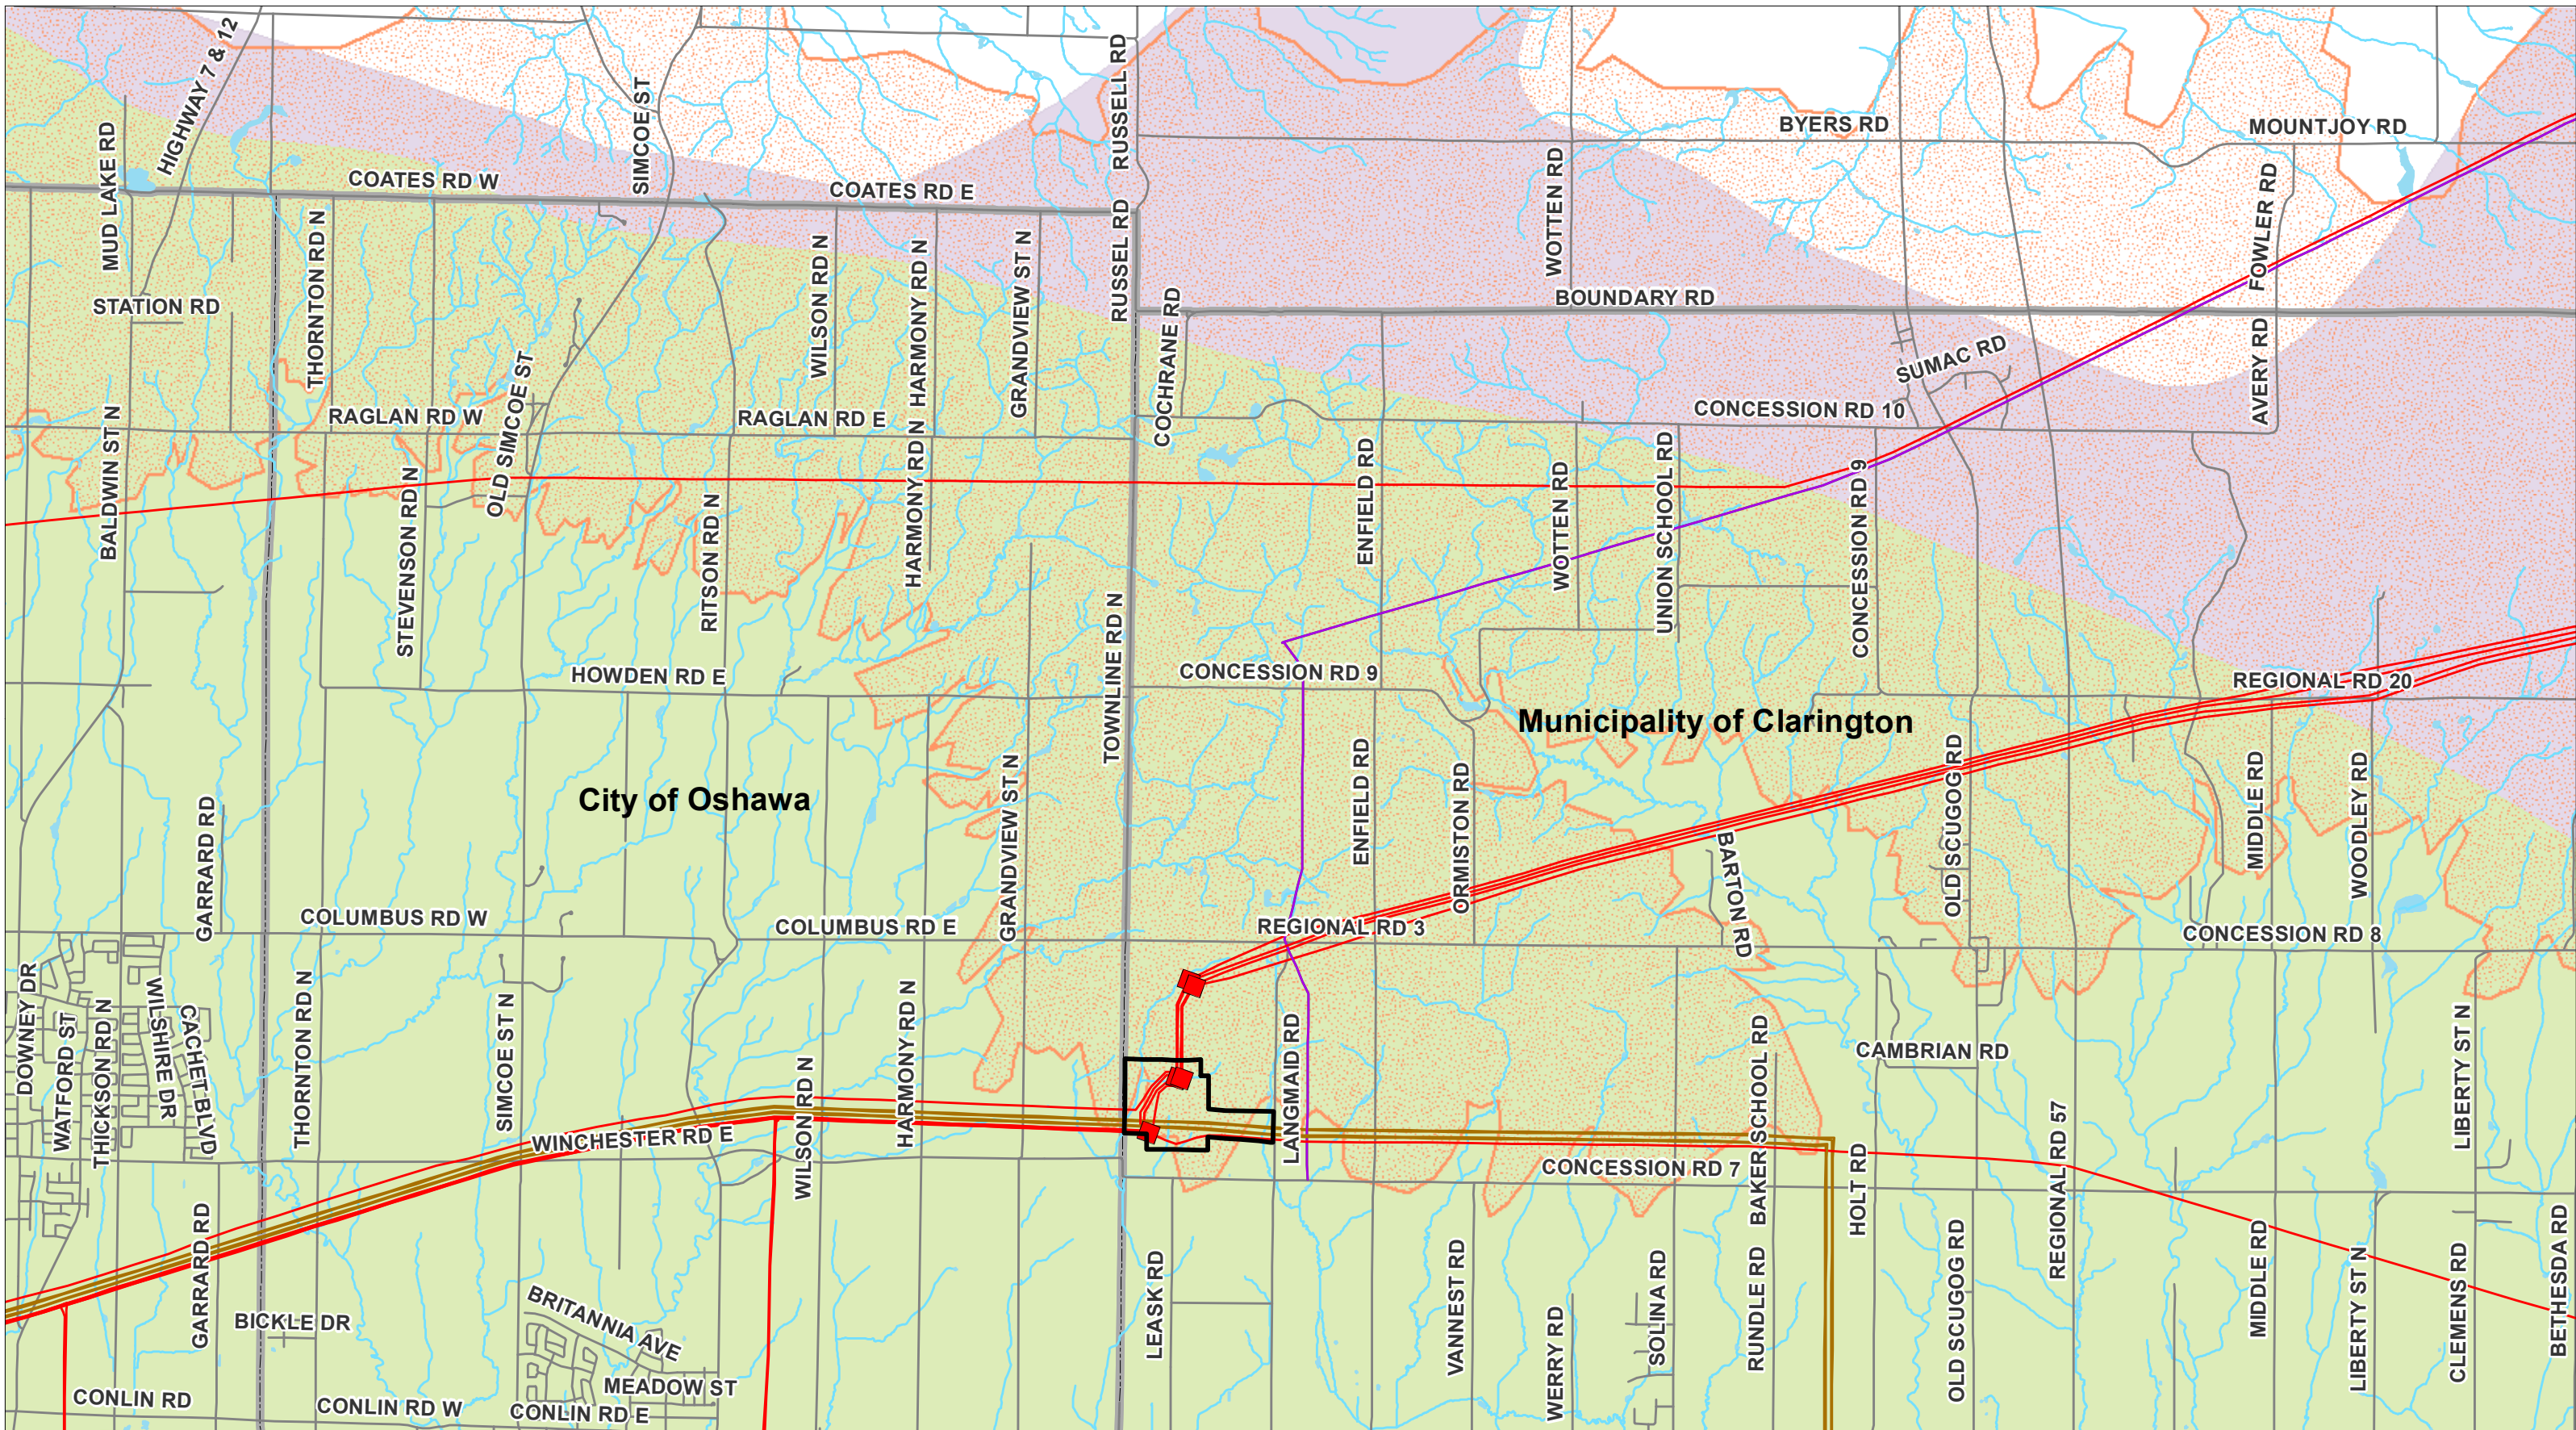 HIGHWAY 7 & 12
SIMCOE ST
RUSSELL RD
MUD LAKE RD
BYERS RD
MOUNTJOY RD
COATES RD W
COATES RD E
WOTTEN RD
FOWLER RD
RUSSEL RD
THORNTON RD N
WILSON RD N
HARMONY RD N
GRANDVIEW ST N
STATION RD
COCHRANE RD
BOUNDARY RD
SUMAC RD
AVERY RD
OLD SIMCOE ST
BALDWIN ST N
RAGLAN RD W
RAGLAN RD E
CONCESSION RD 10
STEVENSON RD N
RITSON RD N
HARMONY RD N
ENFIELD RD
WOTTEN RD
UNION SCHOOL RD
CONCESSION RD 9
TOWNLINE RD N
HOWDEN RD E
CONCESSION RD 9
REGIONAL RD 20
Municipality of Clarington
City of Oshawa
GARRARD RD
GRANDVIEW ST N
ENFIELD RD
ORMISTON RD
BARTON RD
OLD SCUGOG RD
MIDDLE RD
WOODLEY RD
COLUMBUS RD W
COLUMBUS RD E
REGIONAL RD 3
CONCESSION RD 8
DOWNEY DR
WATFORD ST
THICKSON RD N
WILSHIRE DR
CACHET BLVD
THORNTON RD N
SIMCOE ST N
WILSON RD N
HARMONY RD N
LANGMAID RD
BAKER SCHOOL RD
CAMBRIAN RD
REGIONAL RD 57
LIBERTY ST N
WINCHESTER RD E
CONCESSION RD 7
HOLT RD
GARRARD RD
BICKLE DR
BRITANNIA AVE
MEADOW ST
LEASK RD
VANNEST RD
WERRY RD
SOLINA RD
RUNDLE RD
OLD SCUGOG RD
MIDDLE RD
LIBERTY ST N
CLEMENS RD
BETHESDA RD
CONLIN RD
CONLIN RD W
CONLIN RD E